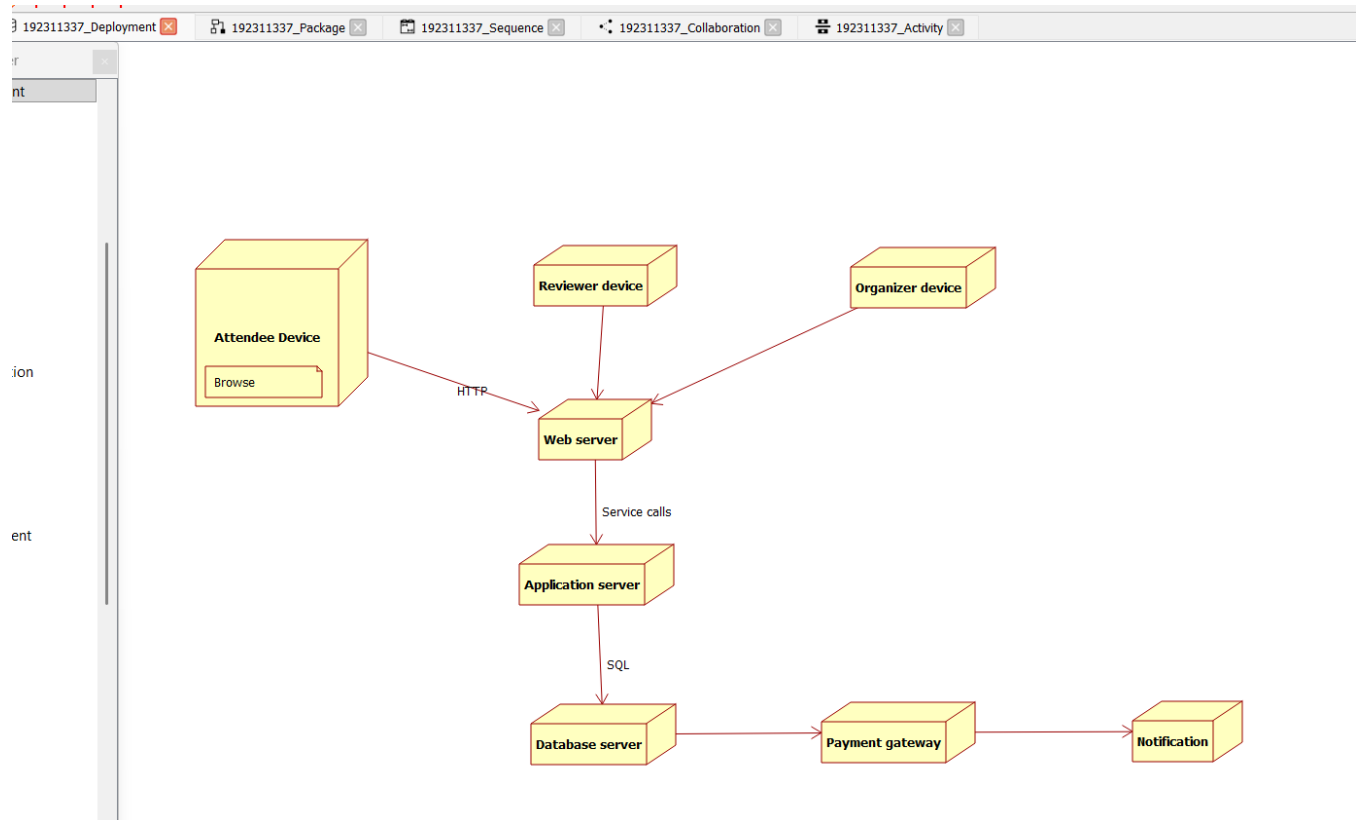 192311337_Deployment
192311337_Package
192311337_Sequence
192311337_Collaboration
192311337_Activity
nt
Reviewer device
Organizer device
Attendee Device
Browse
HTTP
tion
Web server
Service calls
ent
Application server
SQL
Database server
Payment gateway
Notification